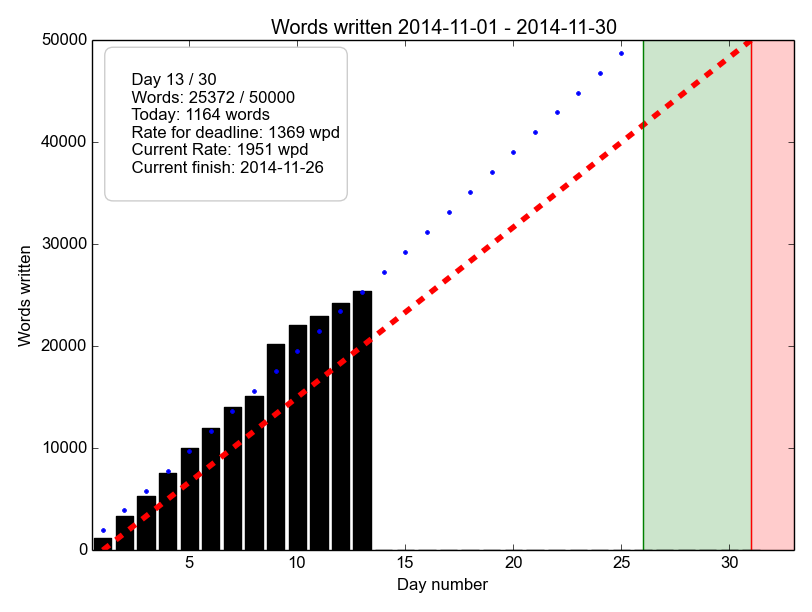 Words written 2014-11-01 - 2014-11-30
50000
Day 13 / 30
Words: 25372 / 50000
Today: 1164 words
Rate for deadline: 1369 wpd
Current Rate: 1951 wpd
Current finish: 2014-11-26
40000
30000
Words written
20000
10000
0
5 10 15 20 25 30
Day number